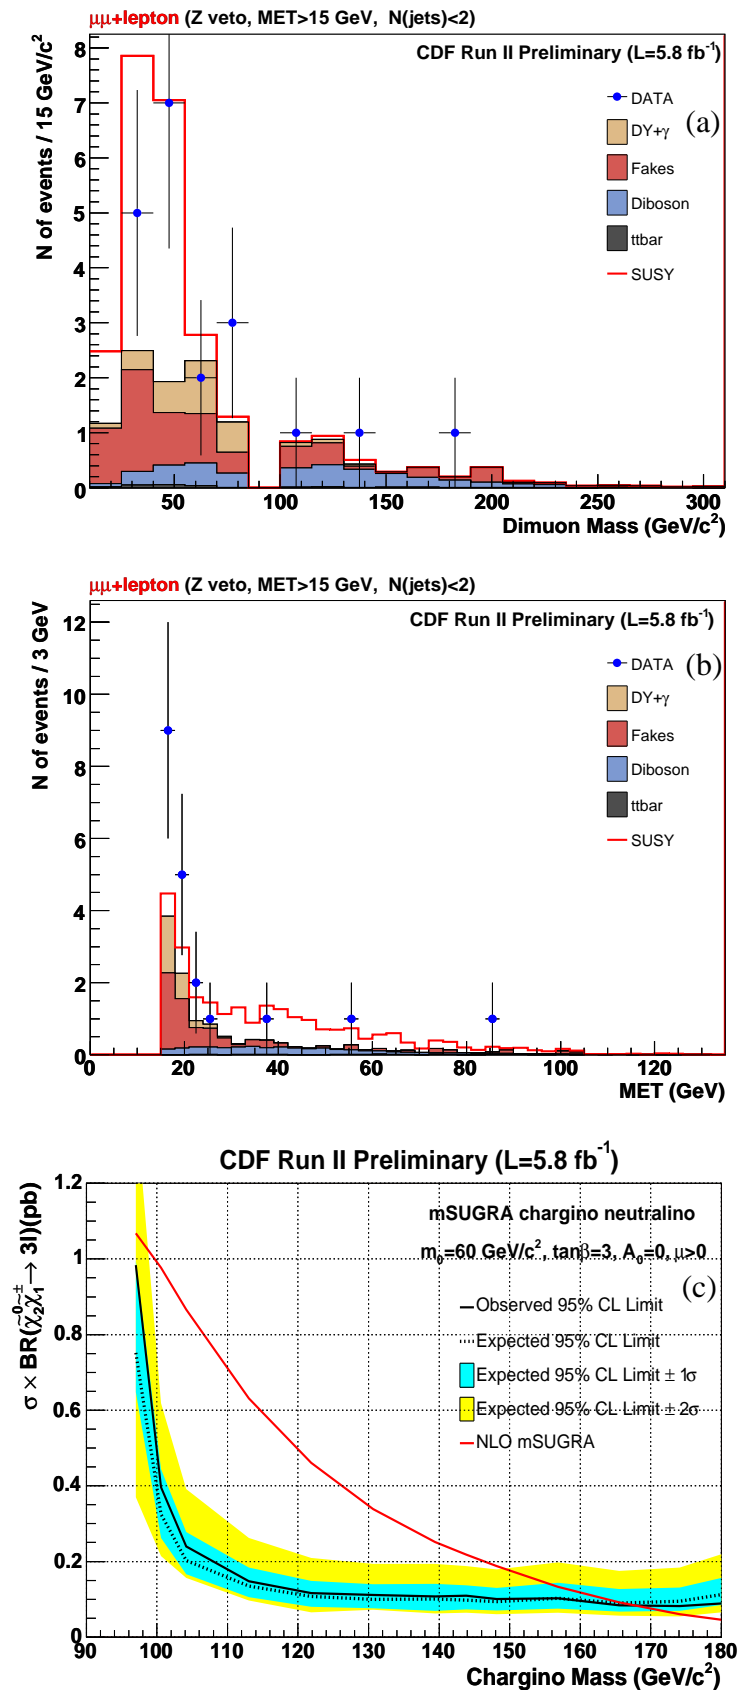 μμ+lepton (Z veto, MET>15 GeV, N(jets)<2)
CDF Run II Preliminary (L=5.8 fb⁻¹)
(a)
DATA
DY+γ
Fakes
Diboson
ttbar
SUSY
N of events / 15 GeV/c²
8
7
6
5
4
3
2
1
0
50 100 150 200 250 300
Dimuon Mass (GeV/c²)
μμ+lepton (Z veto, MET>15 GeV, N(jets)<2)
CDF Run II Preliminary (L=5.8 fb⁻¹)
(b)
DATA
DY+γ
Fakes
Diboson
ttbar
SUSY
N of events / 3 GeV
12
10
8
6
4
2
0
0 20 40 60 80 100 120
MET (GeV)
CDF Run II Preliminary (L=5.8 fb⁻¹)
mSUGRA chargino neutralino
m₀=60 GeV/c², tanβ=3, A₀=0, μ>0
(c)
Observed 95% CL Limit
Expected 95% CL Limit
Expected 95% CL Limit ± 1σ
Expected 95% CL Limit ± 2σ
NLO mSUGRA
σ × BR(χ̃₂⁰χ̃₁± → 3l)(pb)
1.2
1
0.8
0.6
0.4
0.2
0
90 100 110 120 130 140 150 160 170 180
Chargino Mass (GeV/c²)